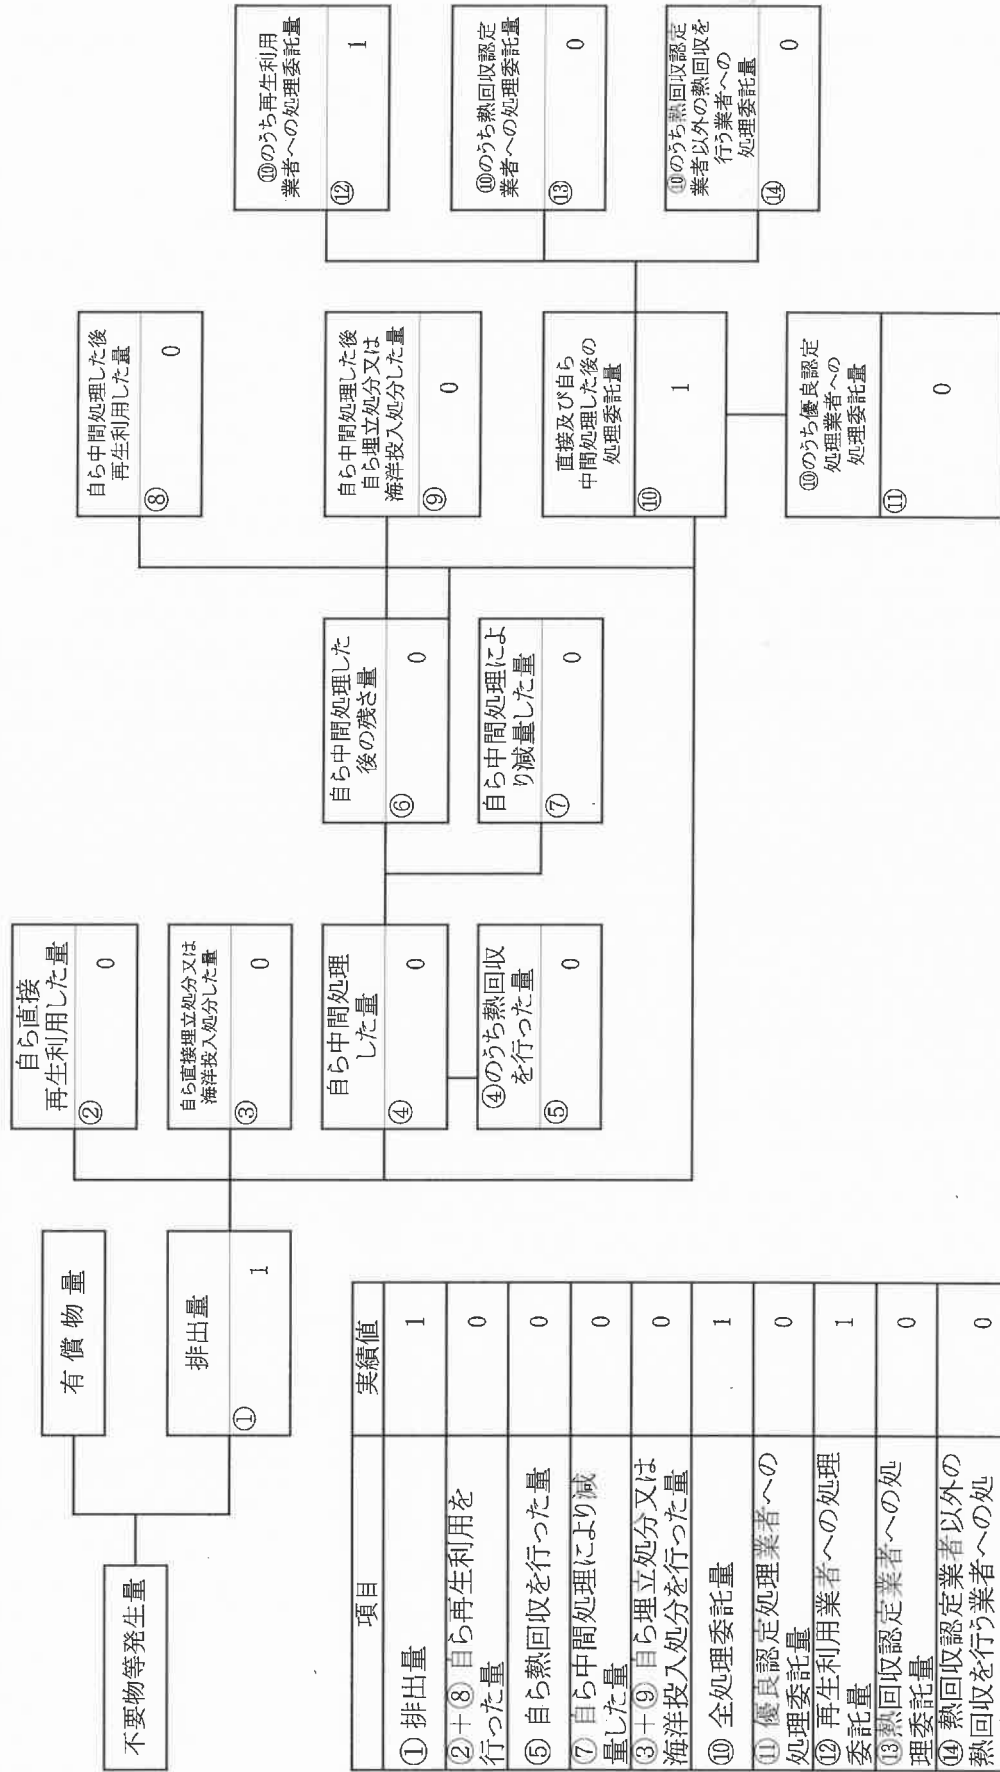 不要物等発生量
有 償 物 量
排出量
① 1
自ら直接
再生利用した量
② 0
自ら直接埋立処分又は
海洋投入処分した量
③ 0
自ら中間処理
した量
④ 0
④のうち熱回収
を行った量
⑤ 0
自ら中間処理した
後の残さ量
⑥ 0
自ら中間処理によ
り減量した量
⑦ 0
自ら中間処理した後
再生利用した量
⑧ 0
自ら中間処理した後
自ら埋立処分又は
海洋投入処分した量
⑨ 0
直接及び自ら
中間処理した後の
処理委託量
⑩ 1
⑩のうち優良認定
処理業者への
処理委託量
⑪ 0
⑩のうち再生利用
業者への処理委託量
⑫ 1
⑩のうち熱回収認定
業者への処理委託量
⑬ 0
⑩のうち熱回収認定
業者以外の熱回収を
行う業者への
処理委託量
⑭ 0
項目 実績値
① 排出量 1
②+⑧ 自ら再生利用を
行った量 0
⑤ 自ら熱回収を行った量 0
⑦ 自ら中間処理により減
量した量 0
③+⑨ 自ら埋立処分又は
海洋投入処分を行った量 0
⑩ 全処理委託量 1
⑪ 優良認定処理業者への
処理委託量 0
⑫ 再生利用業者への処理
委託量 1
⑬熱回収認定業者への処
理委託量 0
⑭ 熱回収認定業者以外の
熱回収を行う業者への処 0